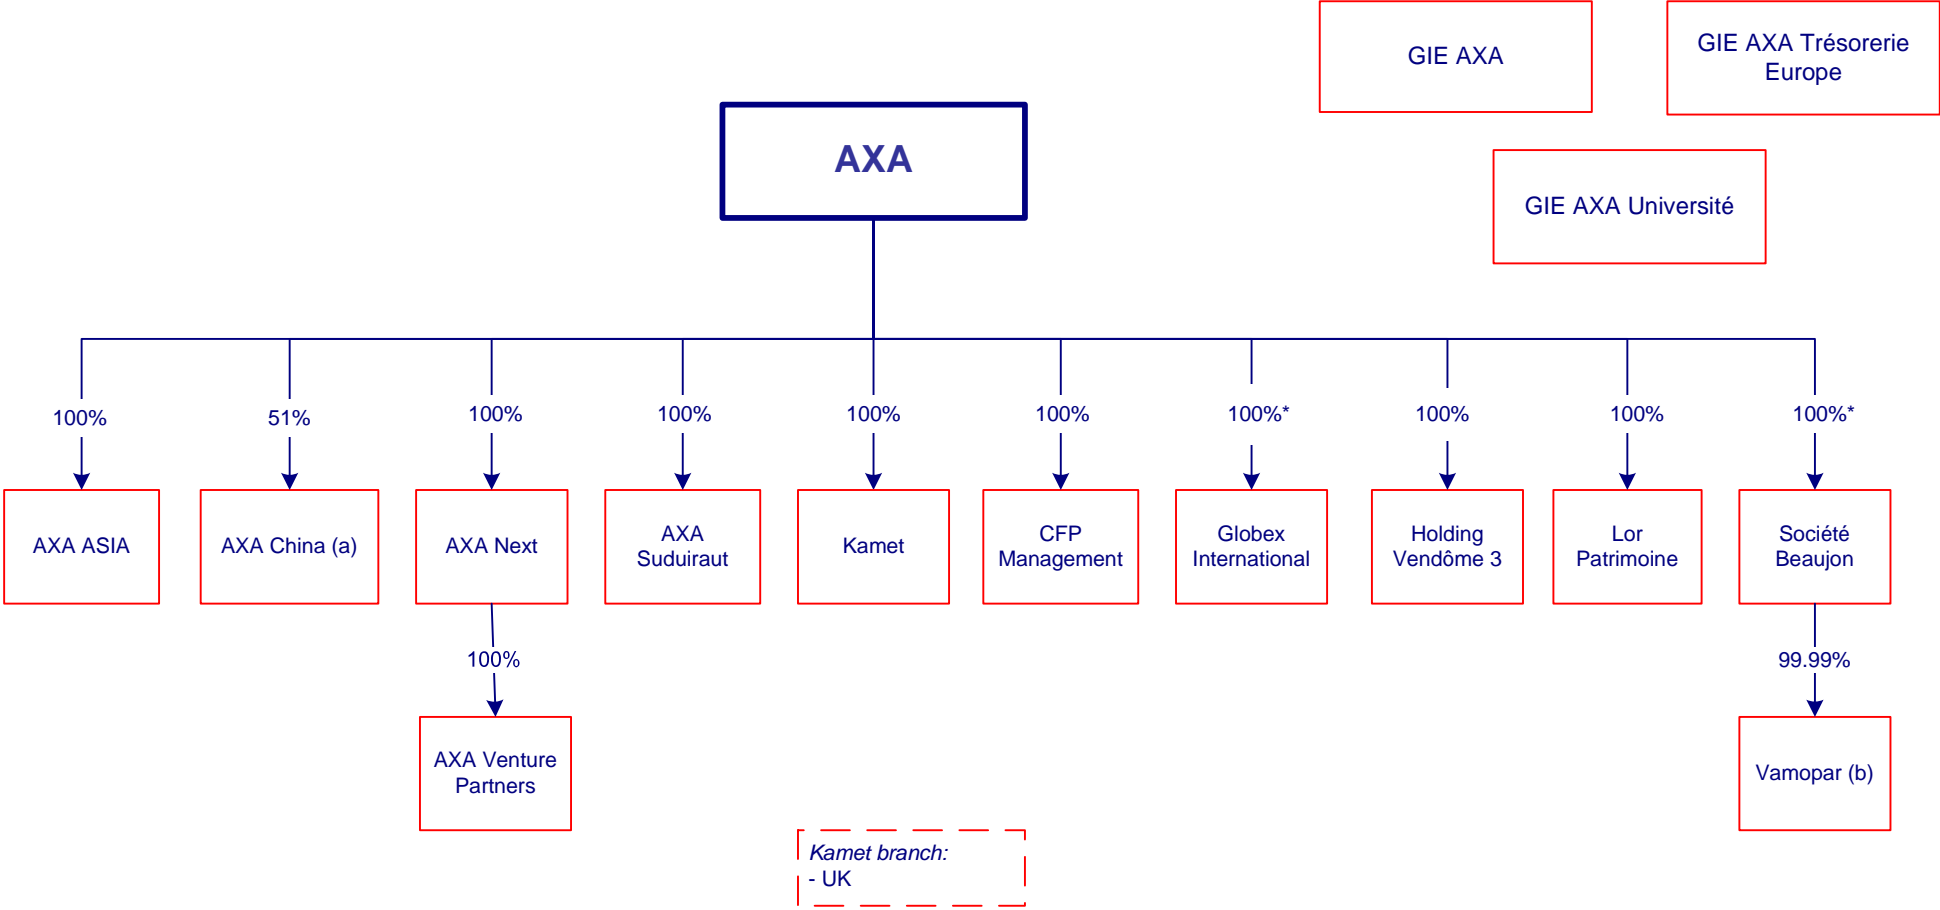 GIE AXA
GIE AXA Trésorerie
Europe
AXA
GIE AXA Université
100%
51%
100%
100%
100%
100%
100%*
100%
100%
100%*
AXA ASIA
AXA China (a)
AXA Next
AXA
Suduiraut
Kamet
CFP
Management
Globex
International
Holding
Vendôme 3
Lor
Patrimoine
Société
Beaujon
100%
99.99%
AXA Venture
Partners
Vamopar (b)
Kamet branch:
- UK